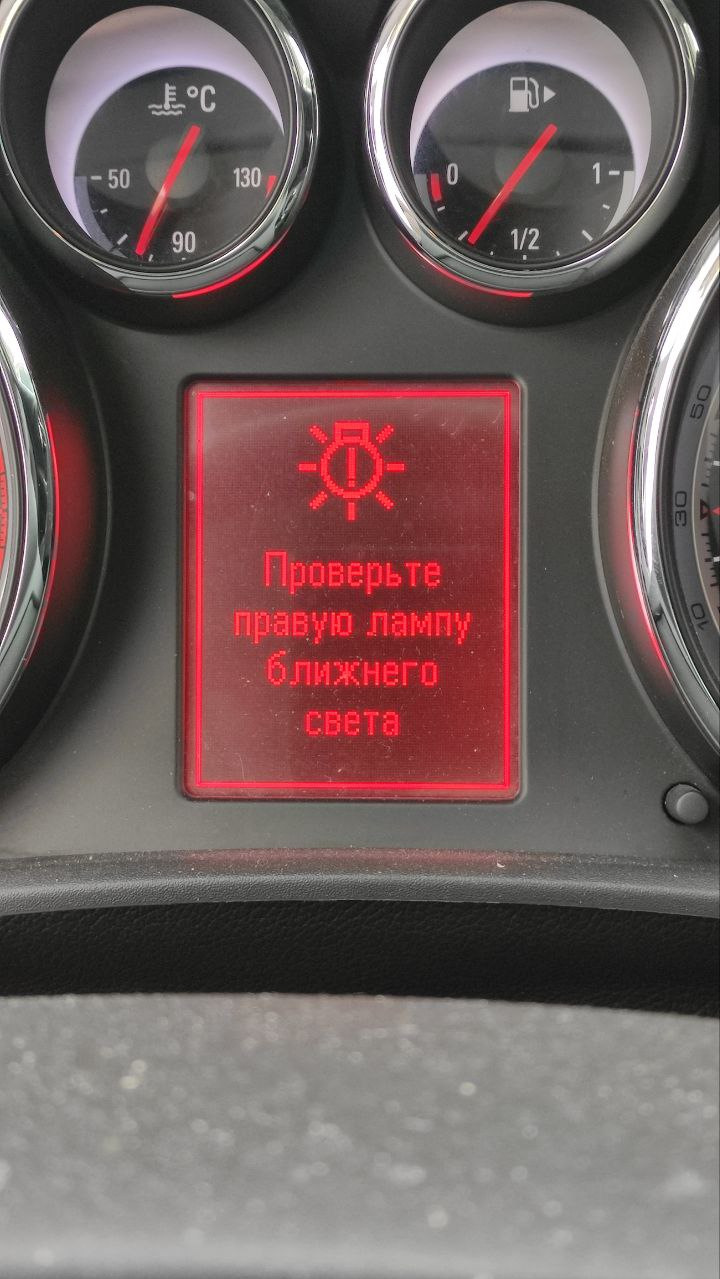 °C
50
130
90
0
1
1/2
Проверьте
правую лампу
ближнего
света
50
30
10